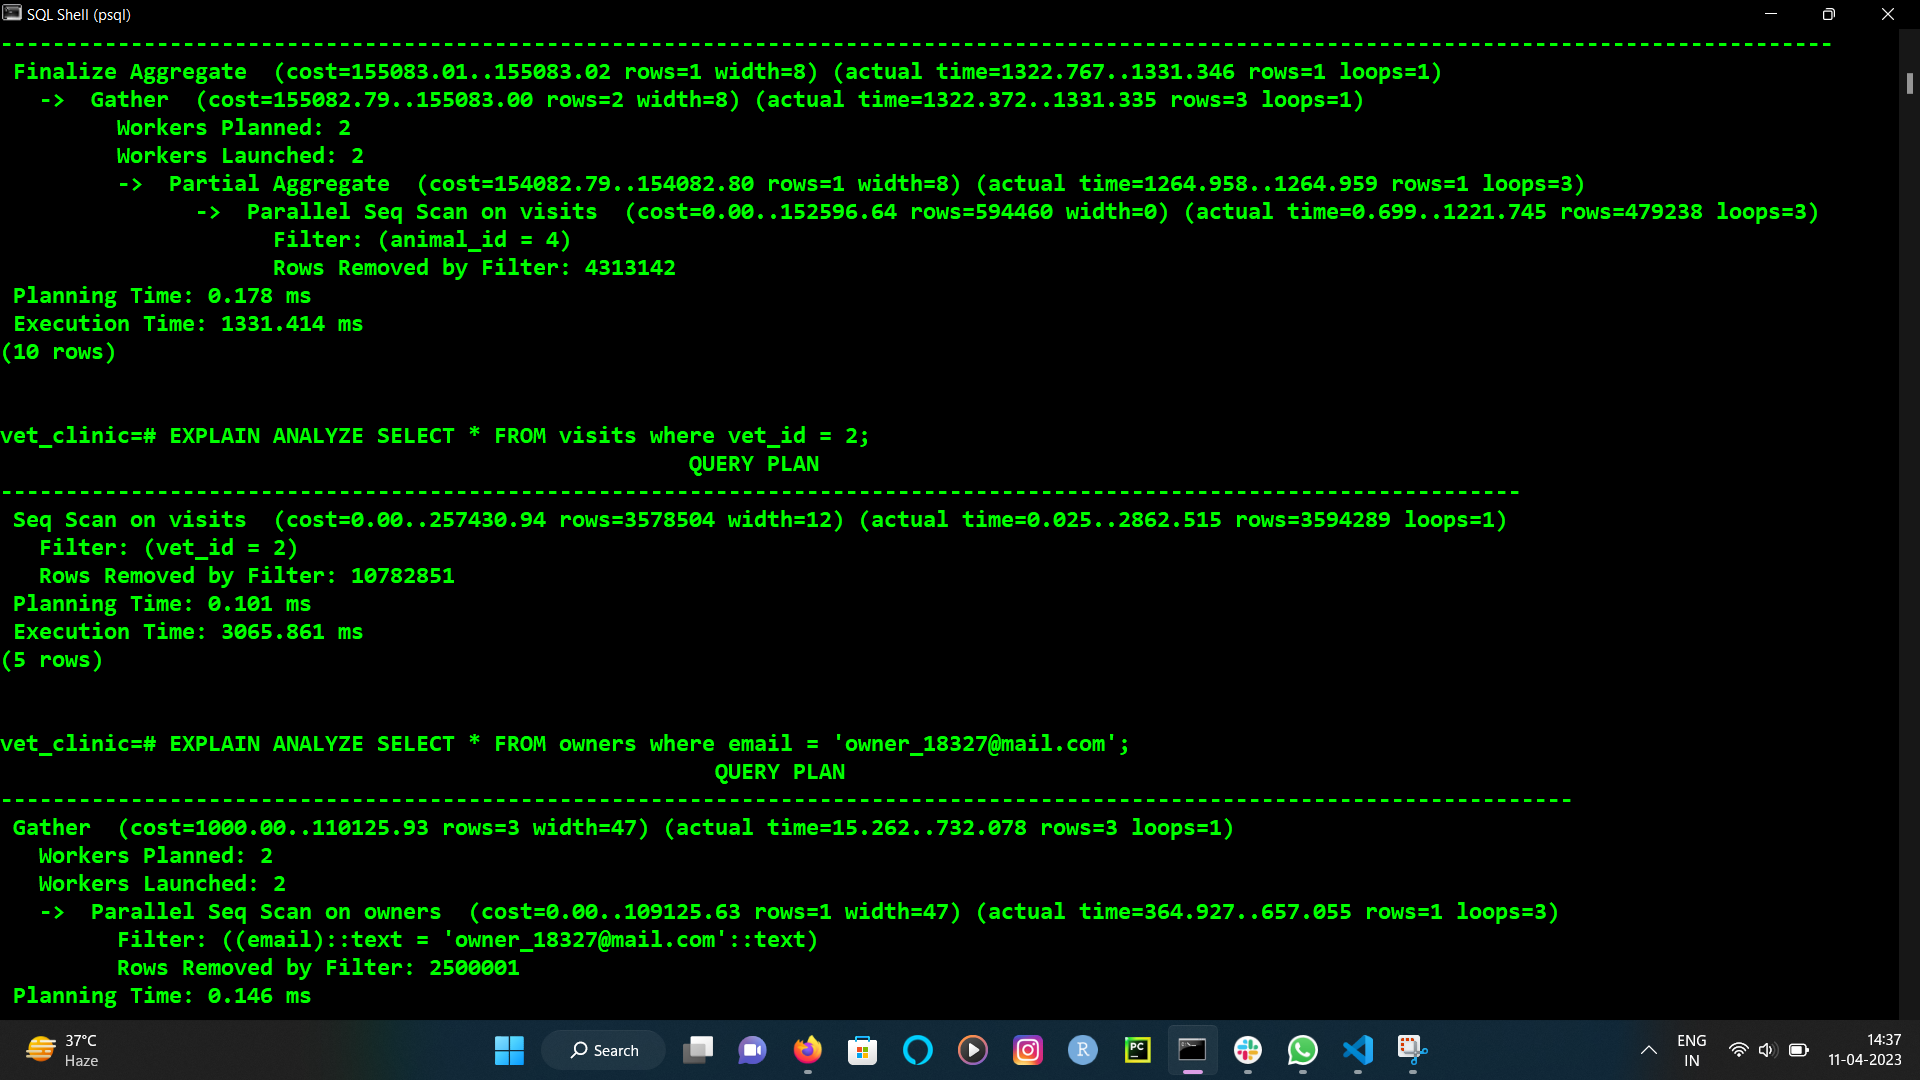 SQL Shell (psql)
-----------------------------------------------------------------------------------------------------------------------------------------------
 Finalize Aggregate  (cost=155083.01..155083.02 rows=1 width=8) (actual time=1322.767..1331.346 rows=1 loops=1)
   ->  Gather  (cost=155082.79..155083.00 rows=2 width=8) (actual time=1322.372..1331.335 rows=3 loops=1)
         Workers Planned: 2
         Workers Launched: 2
         ->  Partial Aggregate  (cost=154082.79..154082.80 rows=1 width=8) (actual time=1264.958..1264.959 rows=1 loops=3)
               ->  Parallel Seq Scan on visits  (cost=0.00..152596.64 rows=594460 width=0) (actual time=0.699..1221.745 rows=479238 loops=3)
                     Filter: (animal_id = 4)
                     Rows Removed by Filter: 4313142
 Planning Time: 0.178 ms
 Execution Time: 1331.414 ms
(10 rows)
vet_clinic=# EXPLAIN ANALYZE SELECT * FROM visits where vet_id = 2;
                                                     QUERY PLAN
---------------------------------------------------------------------------------------------------------------------
 Seq Scan on visits  (cost=0.00..257430.94 rows=3578504 width=12) (actual time=0.025..2862.515 rows=3594289 loops=1)
   Filter: (vet_id = 2)
   Rows Removed by Filter: 10782851
 Planning Time: 0.101 ms
 Execution Time: 3065.861 ms
(5 rows)
vet_clinic=# EXPLAIN ANALYZE SELECT * FROM owners where email = 'owner_18327@mail.com';
                                                       QUERY PLAN
-------------------------------------------------------------------------------------------------------------------------
 Gather  (cost=1000.00..110125.93 rows=3 width=47) (actual time=15.262..732.078 rows=3 loops=1)
   Workers Planned: 2
   Workers Launched: 2
   ->  Parallel Seq Scan on owners  (cost=0.00..109125.63 rows=1 width=47) (actual time=364.927..657.055 rows=1 loops=3)
         Filter: ((email)::text = 'owner_18327@mail.com'::text)
         Rows Removed by Filter: 2500001
 Planning Time: 0.146 ms
37°C
Haze
Search
R
PC
ENG
IN
14:37
11-04-2023